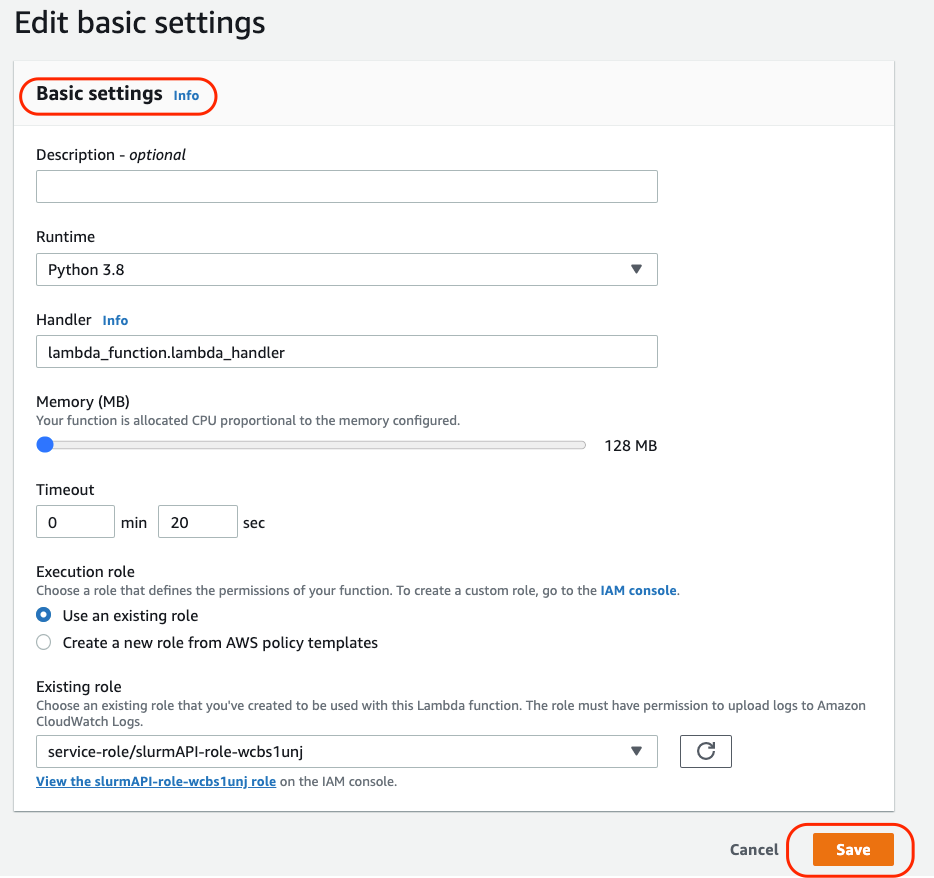 Edit basic settings
Basic settings Info
Description - optional
Runtime
Python 3.8
Handler Info
lambda_function.lambda_handler
Memory (MB)
Your function is allocated CPU proportional to the memory configured.
128 MB
Timeout
0 min 20 sec
Execution role
Choose a role that defines the permissions of your function. To create a custom role, go to the IAM console.
Use an existing role
Create a new role from AWS policy templates
Existing role
Choose an existing role that you've created to be used with this Lambda function. The role must have permission to upload logs to Amazon
CloudWatch Logs.
service-role/slurmAPI-role-wcbs1unj
View the slurmAPI-role-wcbs1unj role on the IAM console.
Cancel Save